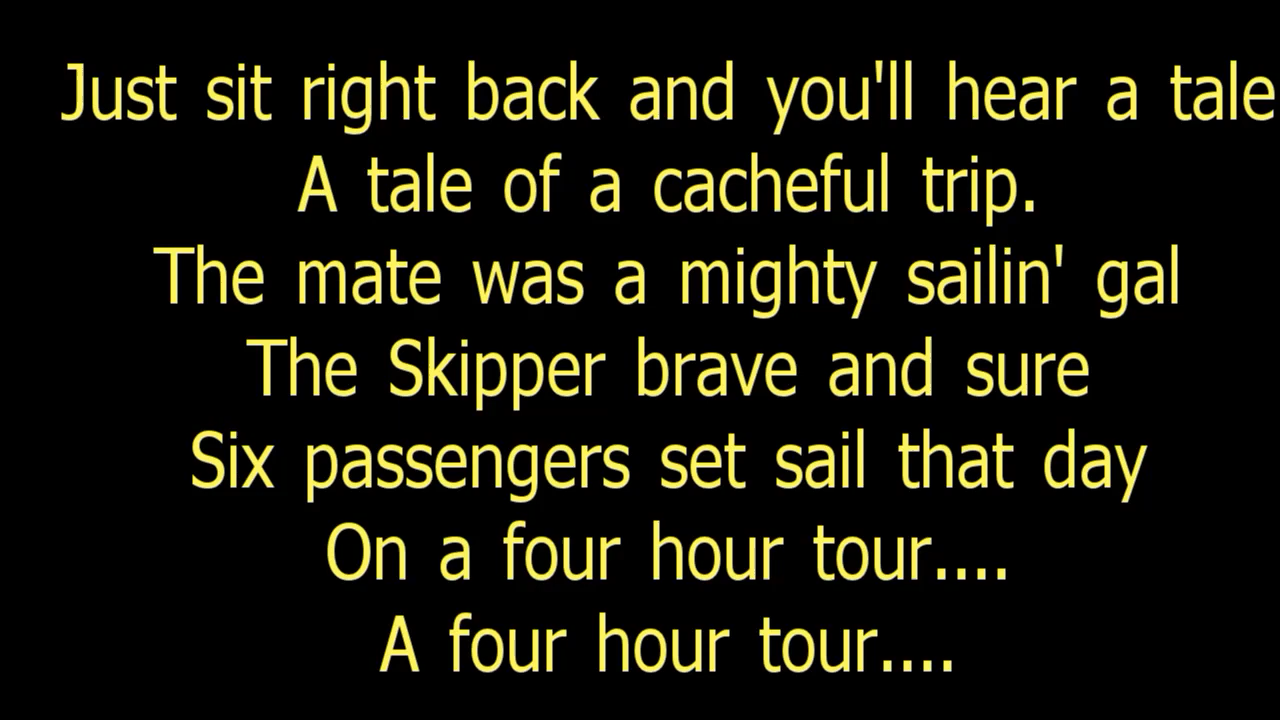 Just sit right back and you'll hear a tale
A tale of a cacheful trip.
The mate was a mighty sailin' gal
The Skipper brave and sure
Six passengers set sail that day
On a four hour tour....
A four hour tour....